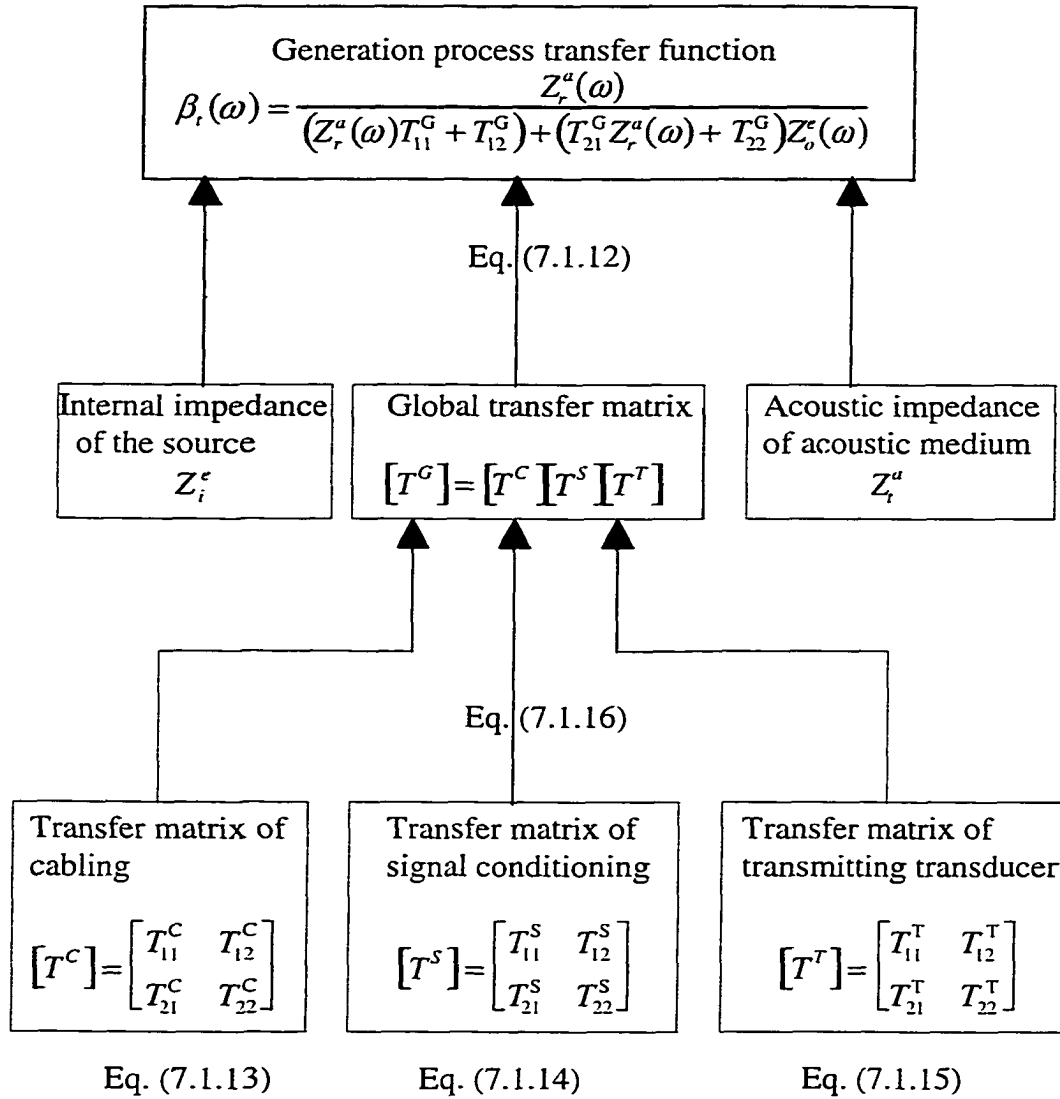 Generation process transfer function
β_t(ω) = Z_r^a(ω) / ((Z_r^a(ω)T_11^G + T_12^G) + (T_21^G Z_r^a(ω) + T_22^G)Z_o^e(ω))
Eq. (7.1.12)
Internal impedance
of the source
Z_i^e
Global transfer matrix
[T^G] = [T^C][T^S][T^T]
Acoustic impedance
of acoustic medium
Z_t^a
Eq. (7.1.16)
Transfer matrix of
cabling
[T^C] = [T_11^C T_12^C
T_21^C T_22^C]
Transfer matrix of
signal conditioning
[T^S] = [T_11^S T_12^S
T_21^S T_22^S]
Transfer matrix of
transmitting transducer
[T^T] = [T_11^T T_12^T
T_21^T T_22^T]
Eq. (7.1.13)
Eq. (7.1.14)
Eq. (7.1.15)